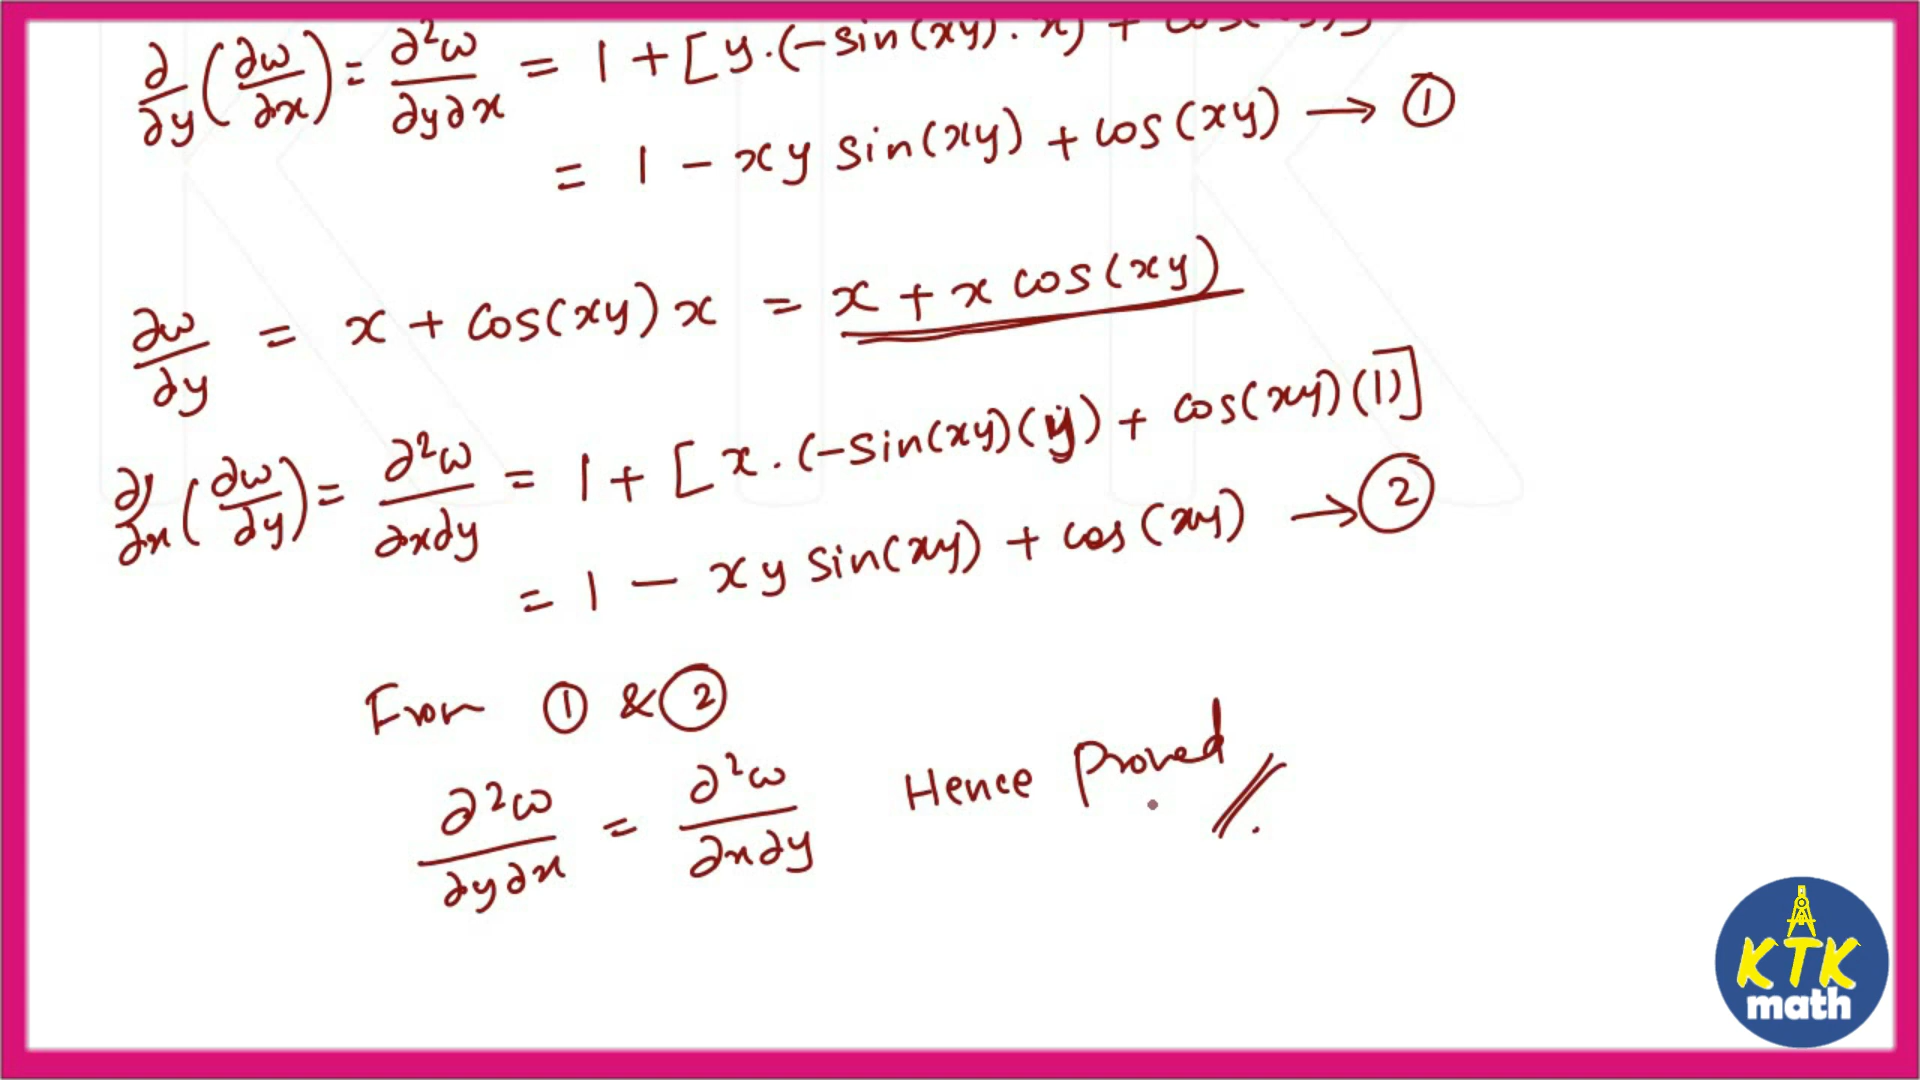 ∂/∂y (∂w/∂x) = ∂²w/∂y∂x = 1 + [y.(-sin(xy).x) +
= 1 - xy sin(xy) + cos(xy) → ①
∂w/∂y = x + cos(xy) x = x + x cos(xy)
∂/∂x (∂w/∂y) = ∂²w/∂x∂y = 1 + [x.(-sin(xy)(y) + cos(xy)(1)]
= 1 - xy sin(xy) + cos(xy) → ②
From ① & ②
∂²w/∂y∂x = ∂²w/∂x∂y Hence Proved
KTK
math